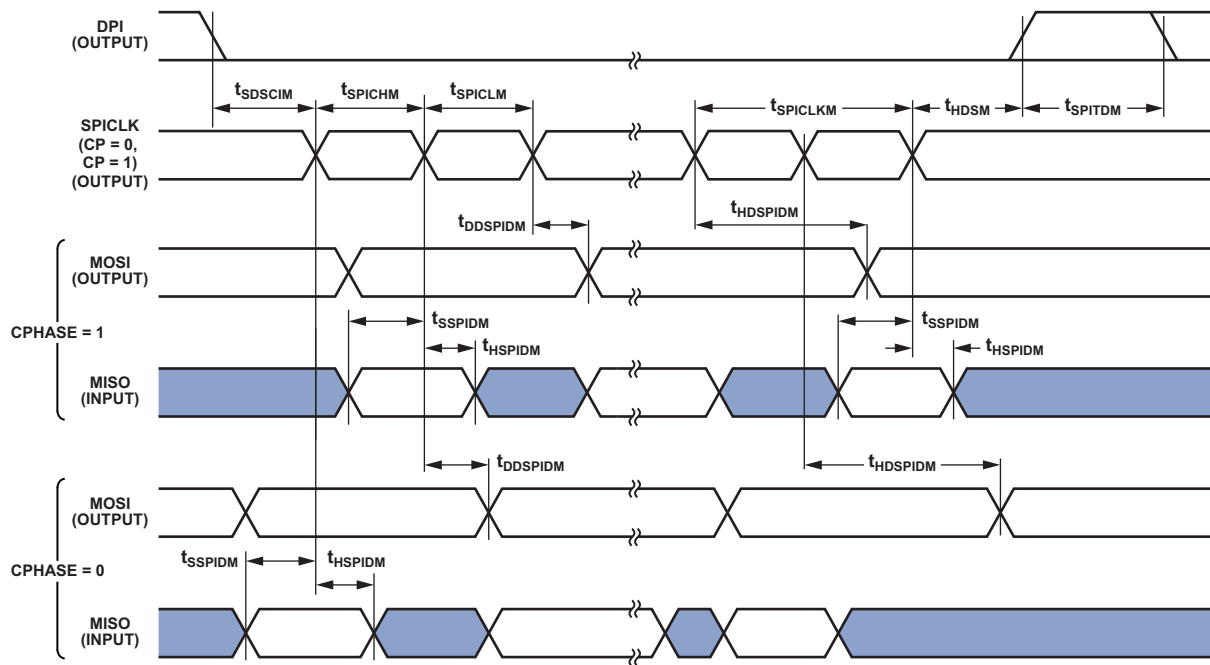 DPI
(OUTPUT)
tSDSCIM
tSPICHM
tSPICLM
tSPICLKM
tHDSM
tSPITDM
SPICLK
(CP = 0,
CP = 1)
(OUTPUT)
tDDSPIDM
tHDSPIDM
MOSI
(OUTPUT)
CPHASE = 1
tSSPIDM
tSSPIDM
tHSPIDM
tHSPIDM
MISO
(INPUT)
tDDSPIDM
tHDSPIDM
MOSI
(OUTPUT)
tSSPIDM
tHSPIDM
CPHASE = 0
MISO
(INPUT)